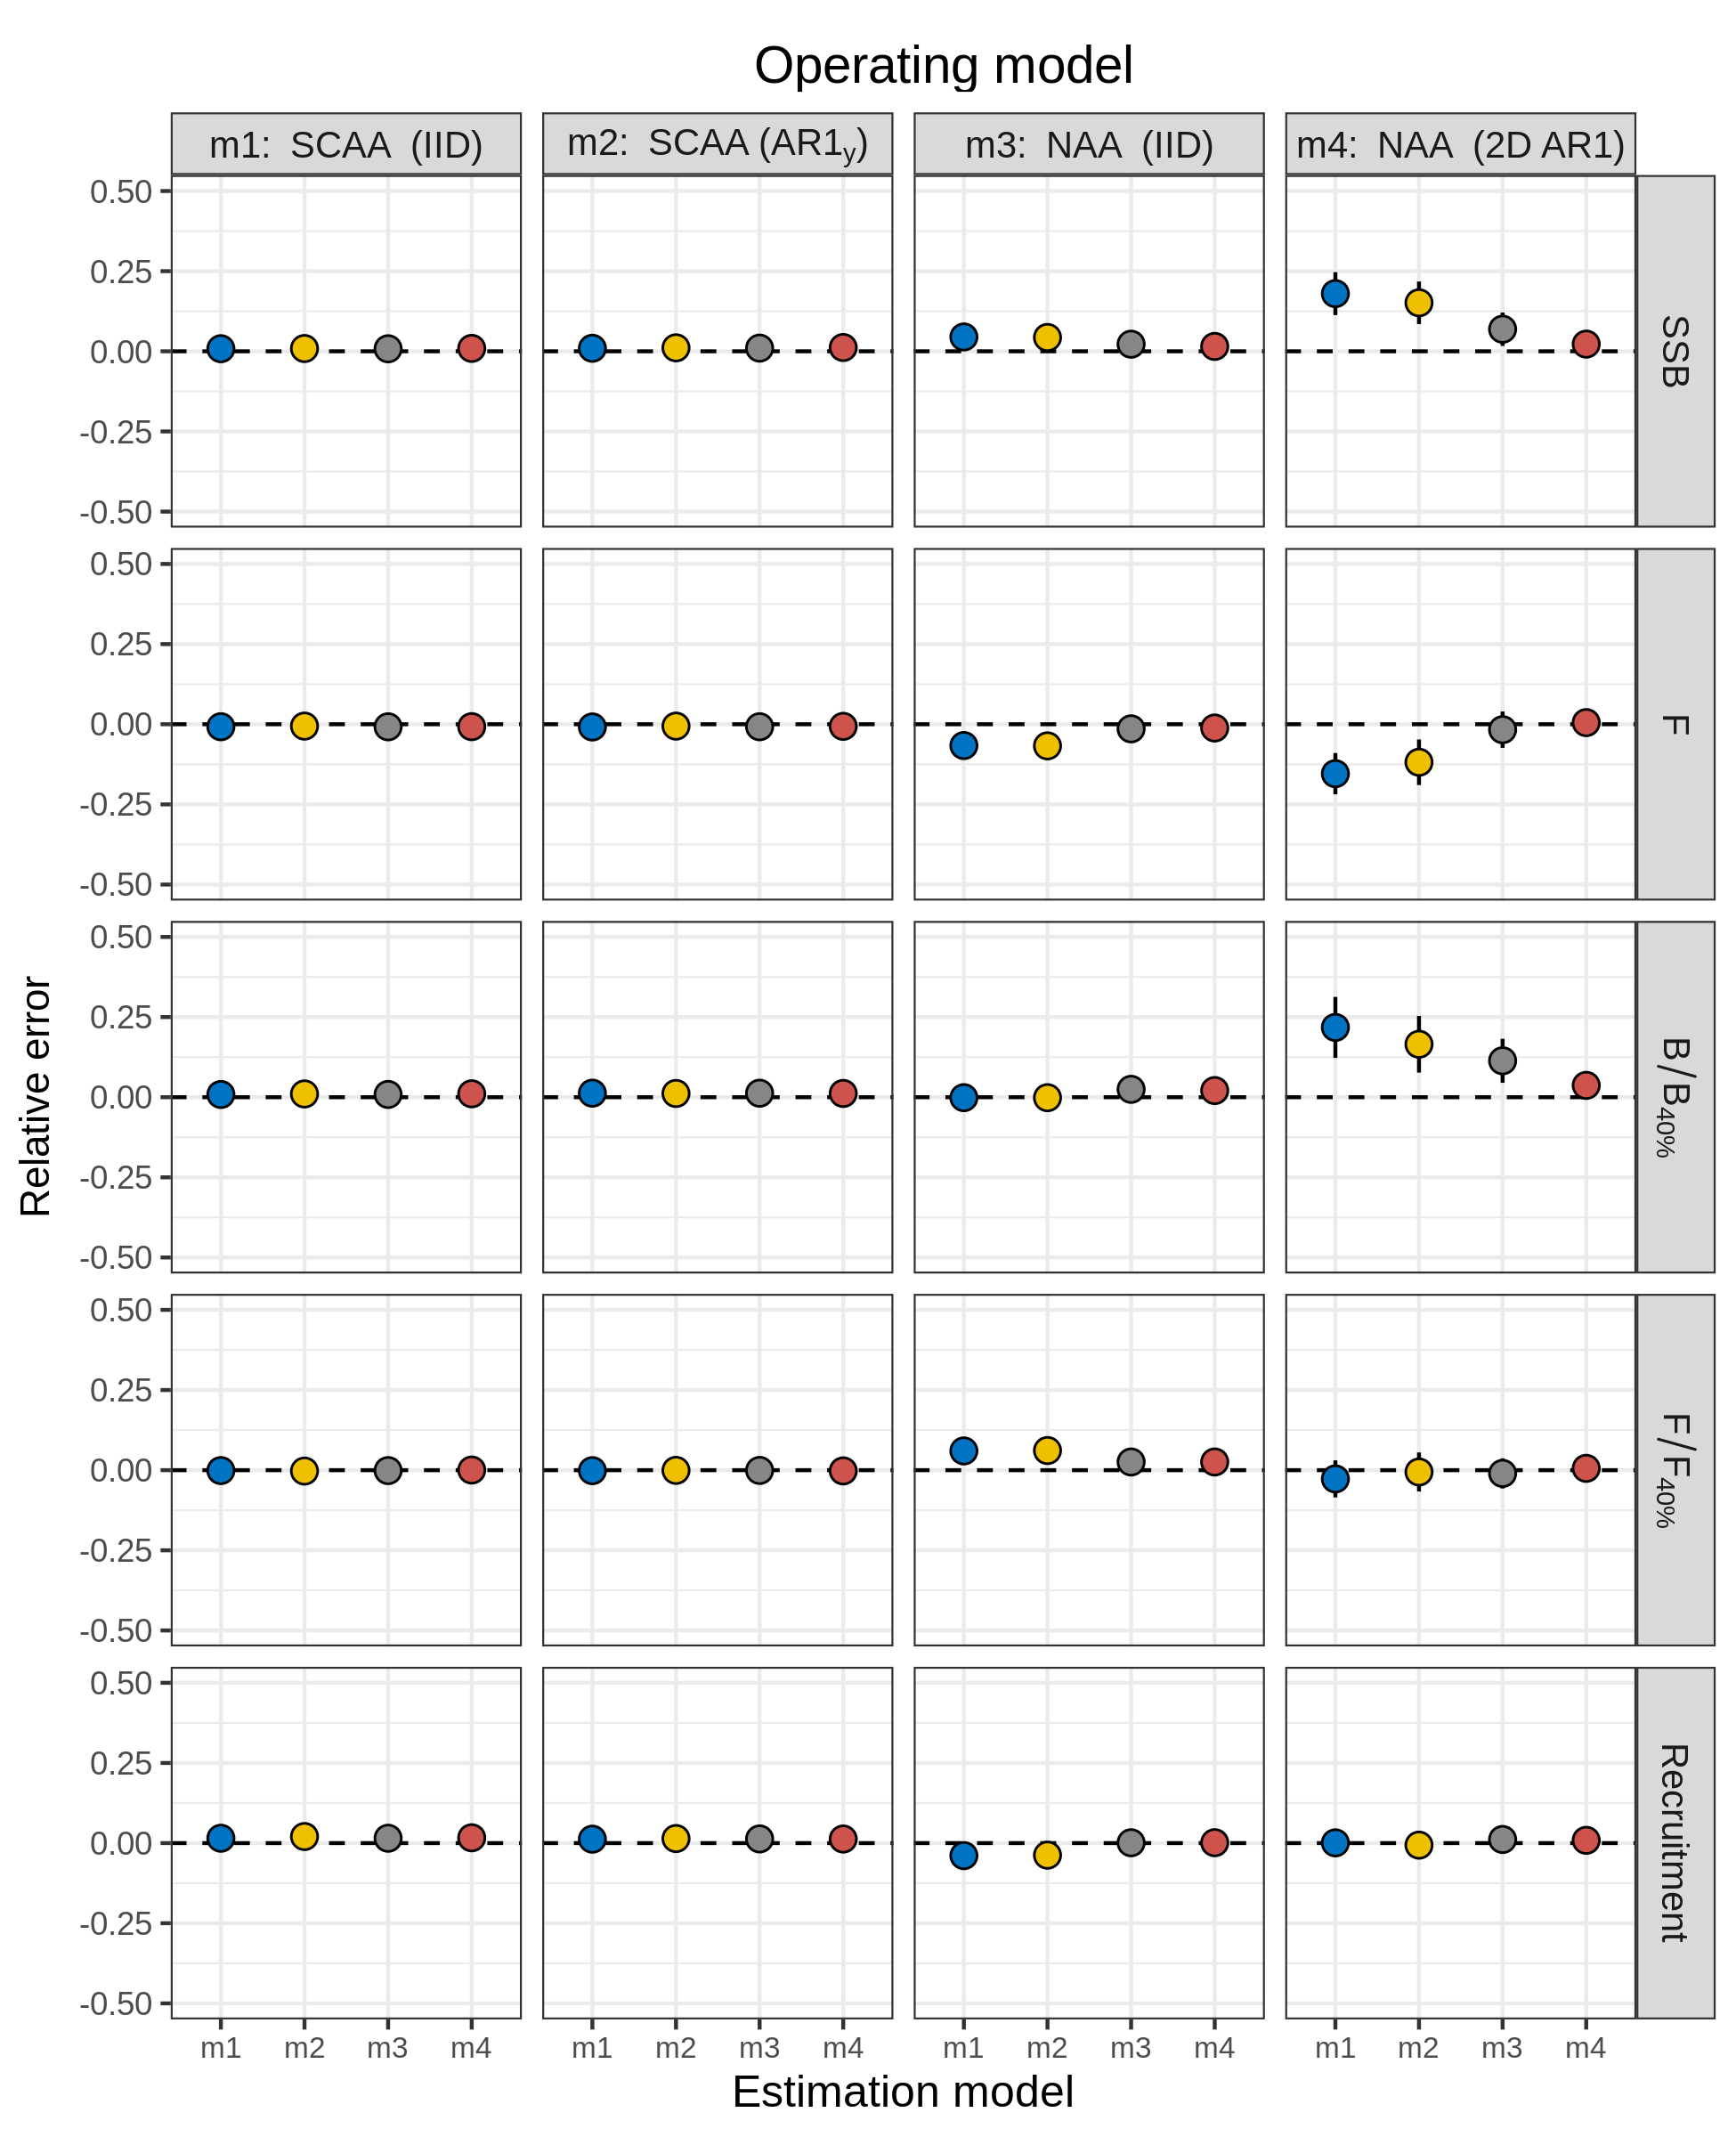 Operating model
m1: SCAA (IID)
m2: SCAA (AR1y)
m3: NAA (IID)
m4: NAA (2D AR1)
Relative error
0.50
0.25
0.00
-0.25
-0.50
SSB
0.50
0.25
0.00
-0.25
-0.50
F
0.50
0.25
0.00
-0.25
-0.50
B/B40%
0.50
0.25
0.00
-0.25
-0.50
F/F40%
0.50
0.25
0.00
-0.25
-0.50
Recruitment
m1 m2 m3 m4 m1 m2 m3 m4 m1 m2 m3 m4 m1 m2 m3 m4
Estimation model